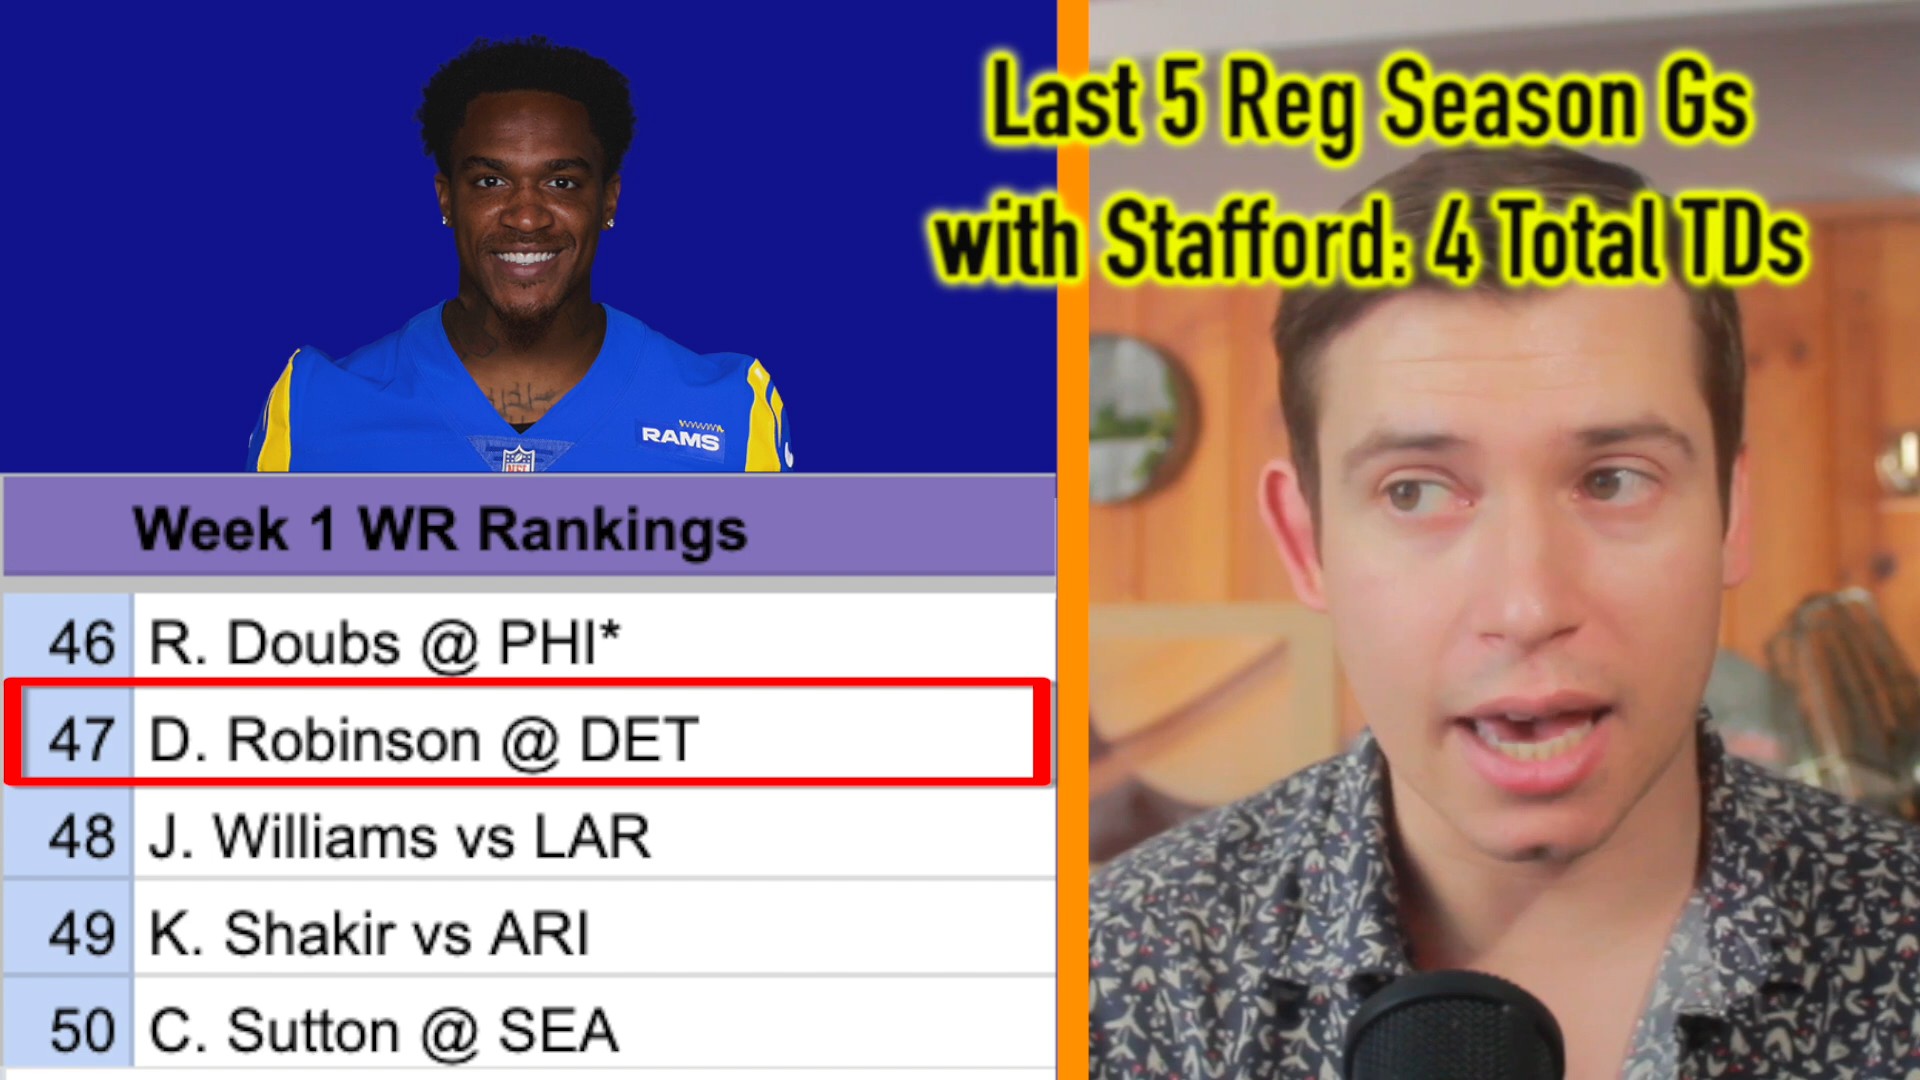 Last 5 Reg Season Gs
with Stafford: 4 Total TDs
RAMS
NFL
Week 1 WR Rankings
46 R. Doubs @ PHI*
47 D. Robinson @ DET
48 J. Williams vs LAR
49 K. Shakir vs ARI
50 C. Sutton @ SEA